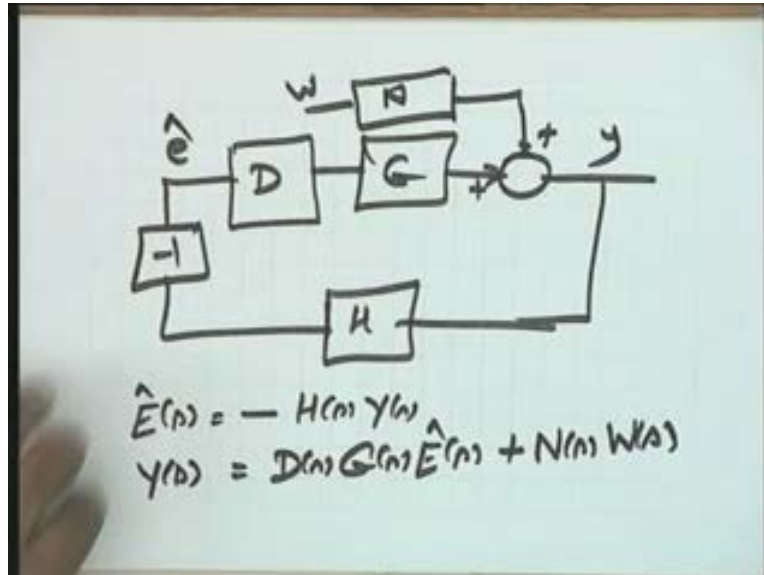 w N
+
ê D G + y
-1
H
Ê(s) = − H(s) Y(s)
Y(s) = D(s) G(s) Ê(s) + N(s) W(s)